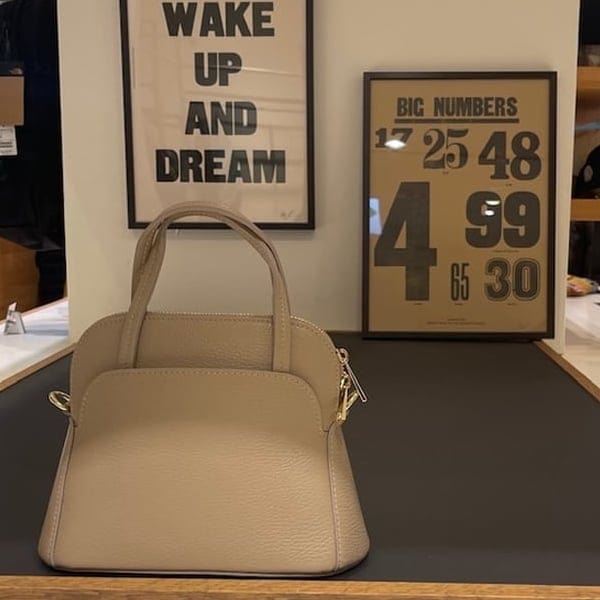 WAKE
UP
AND
DREAM
BIG NUMBERS
17 25 48
4 99
65 30